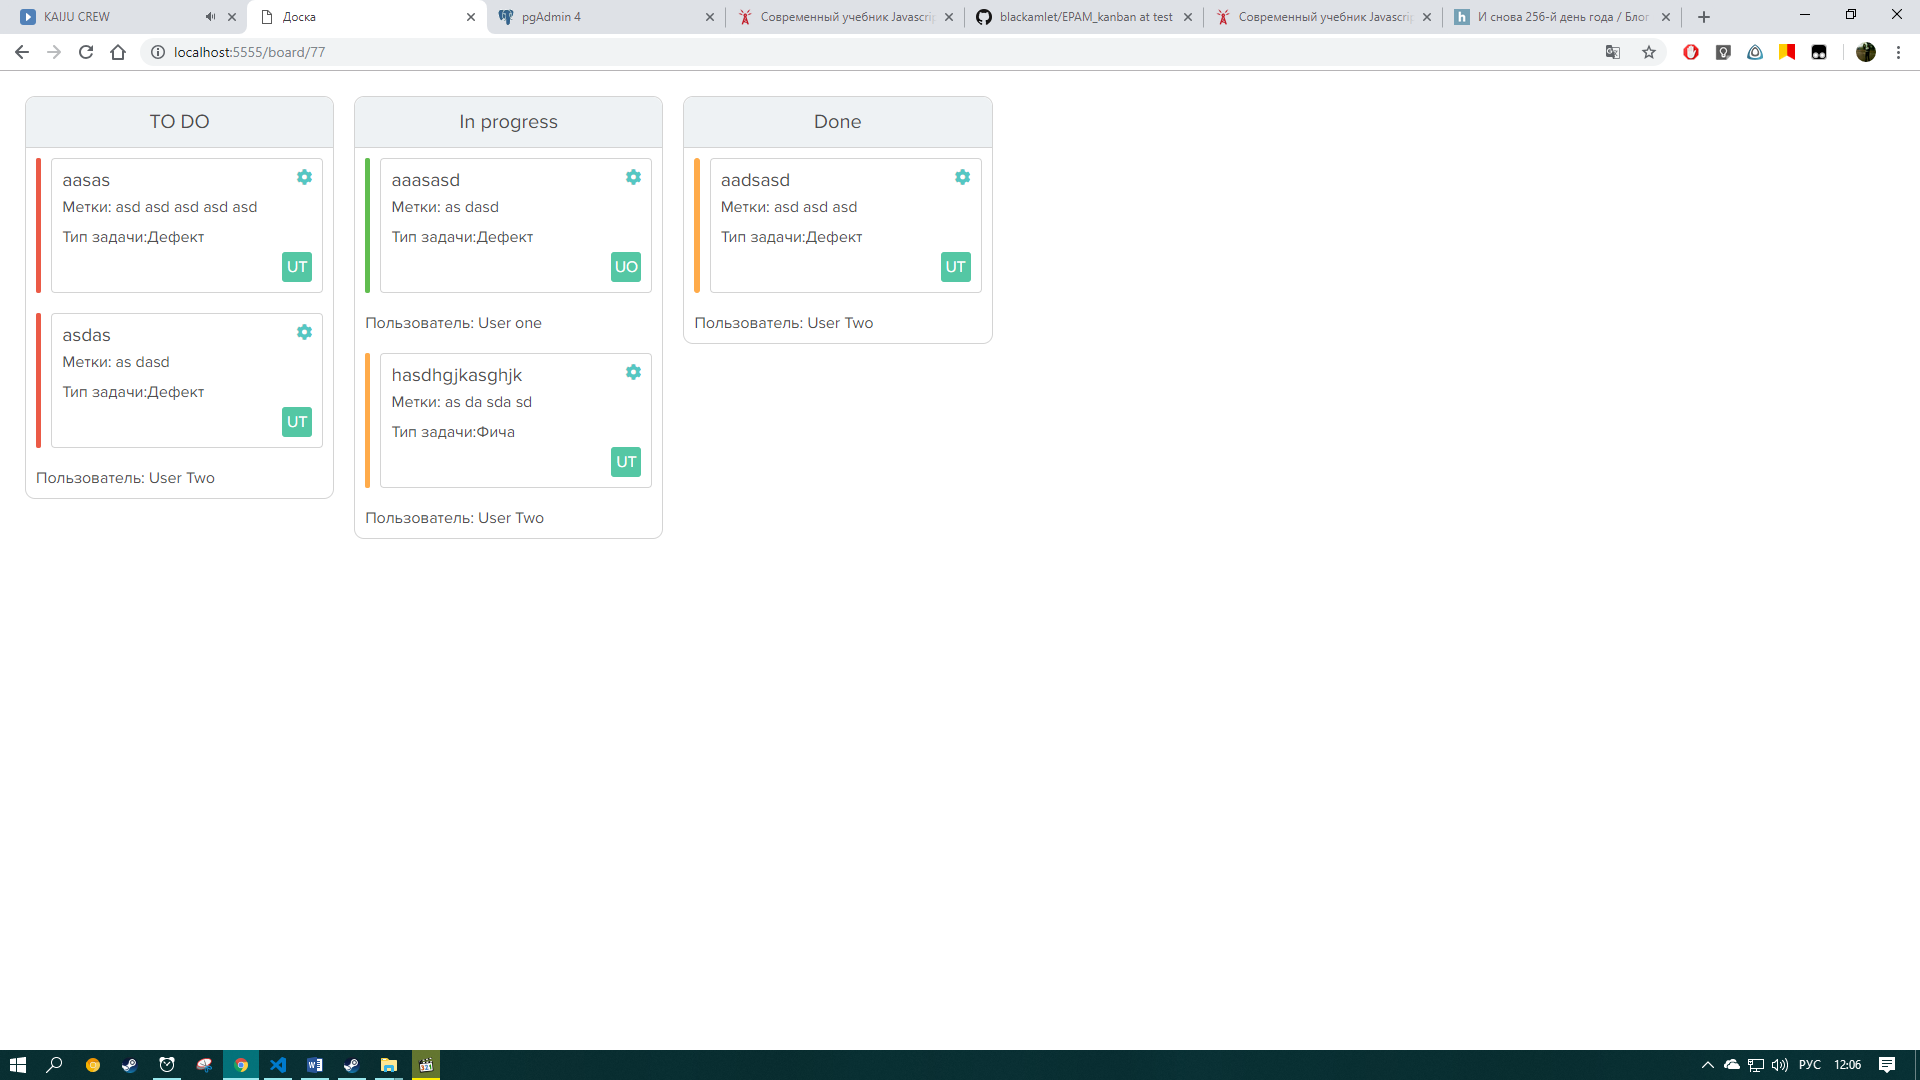 KAIJU CREW
Доска
pgAdmin 4
Современный учебник Javascrip
blackamlet/EPAM_kanban at test
Современный учебник Javascrip
И снова 256-й день года / Блог
localhost:5555/board/77
TO DO
aasas
Метки: asd asd asd asd asd
Тип задачи:Дефект
UT
asdas
Метки: as dasd
Тип задачи:Дефект
UT
Пользователь: User Two
In progress
aaasasd
Метки: as dasd
Тип задачи:Дефект
UO
Пользователь: User one
hasdhgjkasghjk
Метки: as da sda sd
Тип задачи:Фича
UT
Пользователь: User Two
Done
aadsasd
Метки: asd asd asd
Тип задачи:Дефект
UT
Пользователь: User Two
РУС
12:06